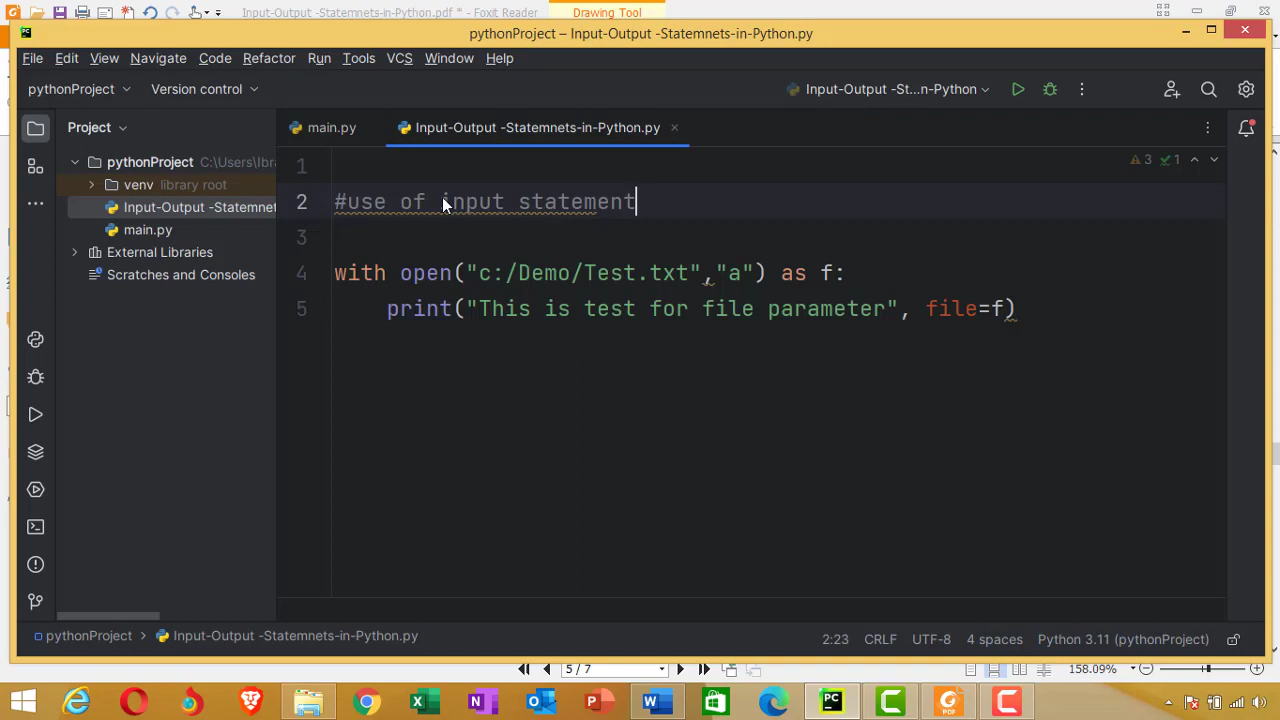 Input-Output -Statemnets-in-Python.pdf * - Foxit Reader
Drawing Tool
pythonProject – Input-Output -Statemnets-in-Python.py
File Edit View Navigate Code Refactor Run Tools VCS Window Help
pythonProject Version control Input-Output -St...n-Python
Project main.py Input-Output -Statemnets-in-Python.py
pythonProject C:\Users\Ibra
venv library root
Input-Output -Statemnet
main.py
External Libraries
Scratches and Consoles
3 1
1
2 #use of input statement
3
4 with open("c:/Demo/Test.txt","a") as f:
5 print("This is test for file parameter", file=f)
pythonProject Input-Output -Statemnets-in-Python.py 2:23 CRLF UTF-8 4 spaces Python 3.11 (pythonProject)
5 / 7 158.09%